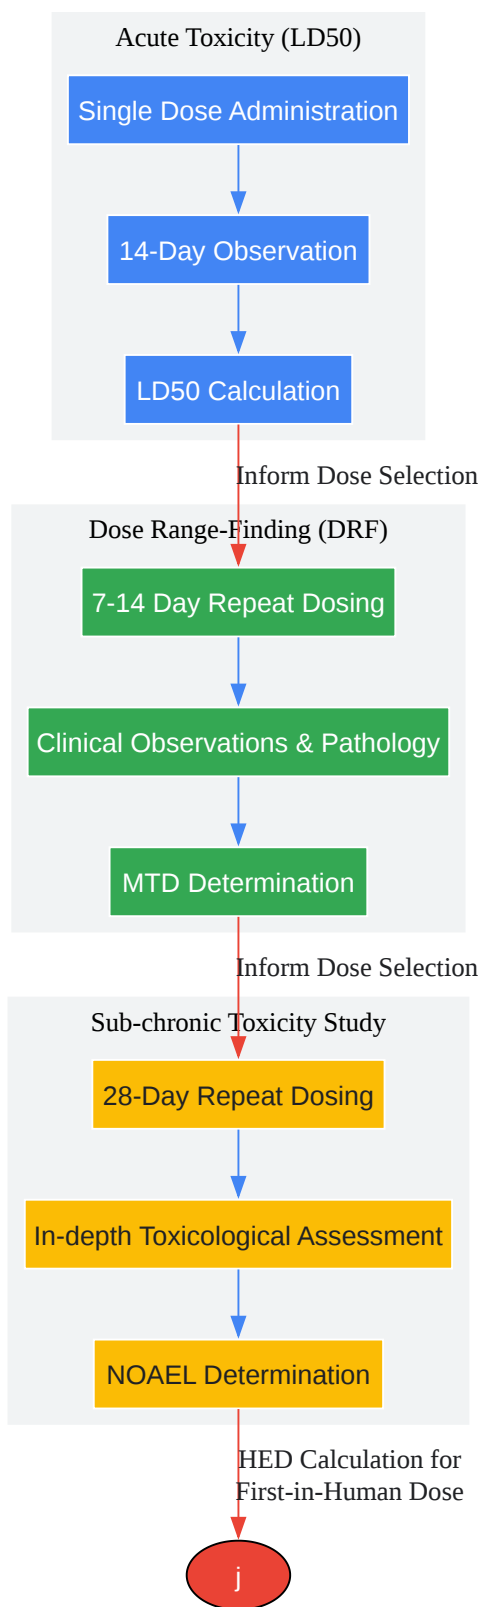 Acute Toxicity (LD50)
Single Dose Administration
14-Day Observation
LD50 Calculation
Inform Dose Selection
Dose Range-Finding (DRF)
7-14 Day Repeat Dosing
Clinical Observations & Pathology
MTD Determination
Inform Dose Selection
Sub-chronic Toxicity Study
28-Day Repeat Dosing
In-depth Toxicological Assessment
NOAEL Determination
HED Calculation for
First-in-Human Dose
j